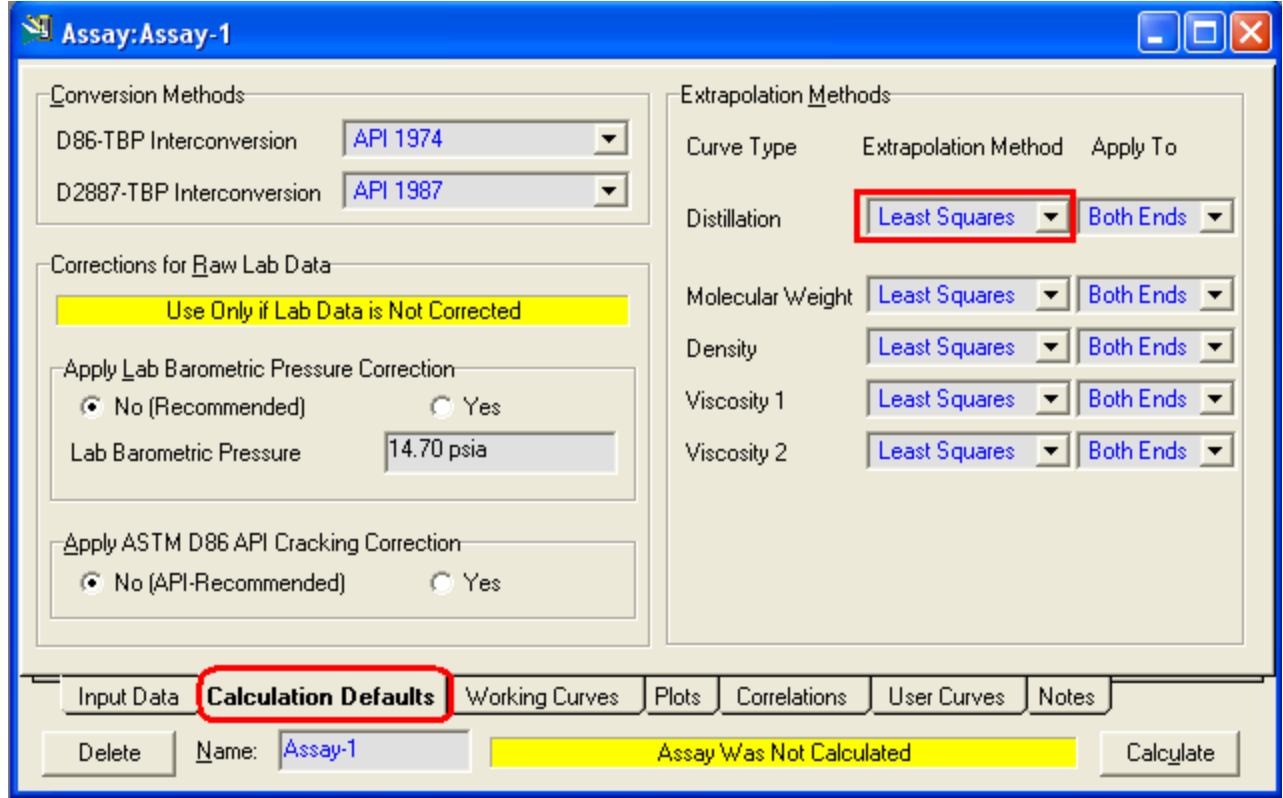 Assay:Assay-1
Conversion Methods
D86-TBP Interconversion API 1974
D2887-TBP Interconversion API 1987
Corrections for Raw Lab Data
Use Only if Lab Data is Not Corrected
Apply Lab Barometric Pressure Correction
No (Recommended) Yes
Lab Barometric Pressure 14.70 psia
Apply ASTM D86 API Cracking Correction
No (API-Recommended) Yes
Extrapolation Methods
Curve Type Extrapolation Method Apply To
Distillation Least Squares Both Ends
Molecular Weight Least Squares Both Ends
Density Least Squares Both Ends
Viscosity 1 Least Squares Both Ends
Viscosity 2 Least Squares Both Ends
Input Data Calculation Defaults Working Curves Plots Correlations User Curves Notes
Delete Name: Assay-1 Assay Was Not Calculated Calculate